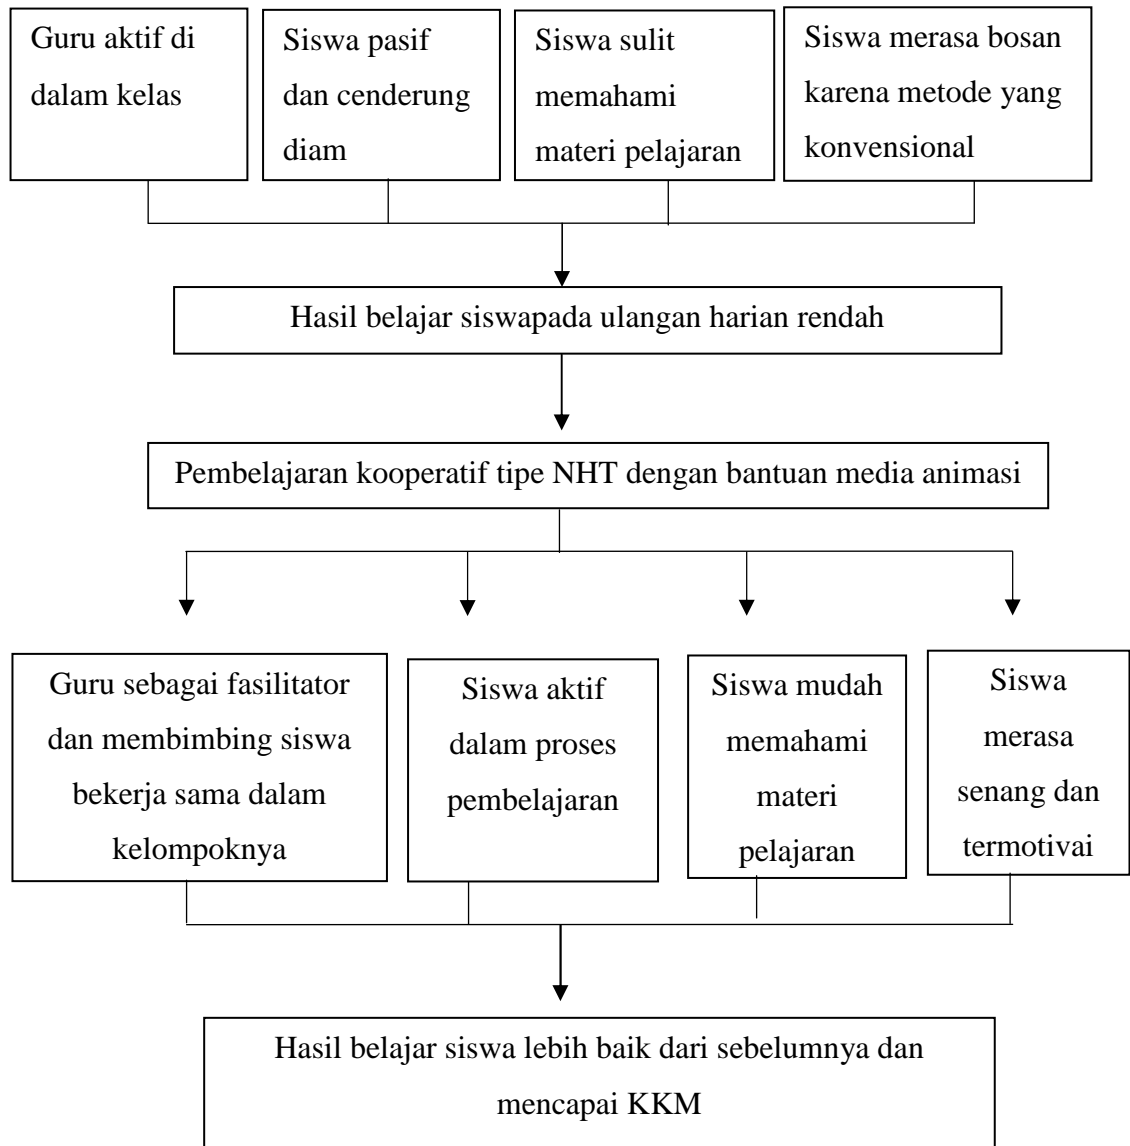 Guru aktif di
dalam kelas
Siswa pasif
dan cenderung
diam
Siswa sulit
memahami
materi pelajaran
Siswa merasa bosan
karena metode yang
konvensional
Hasil belajar siswapada ulangan harian rendah
Pembelajaran kooperatif tipe NHT dengan bantuan media animasi
Guru sebagai fasilitator
dan membimbing siswa
bekerja sama dalam
kelompoknya
Siswa aktif
dalam proses
pembelajaran
Siswa mudah
memahami
materi
pelajaran
Siswa
merasa
senang dan
termotivai
Hasil belajar siswa lebih baik dari sebelumnya dan
mencapai KKM